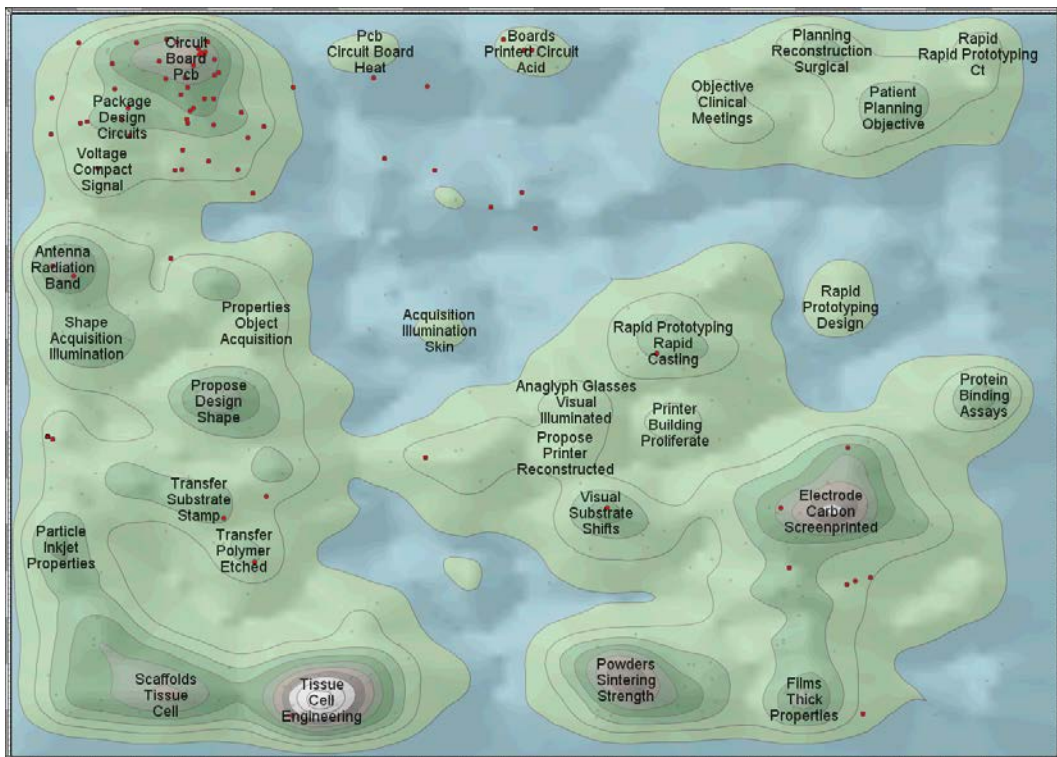 Circuit
Board
Pcb
Pcb
Circuit Board
Heat
Boards
Printed Circuit
Acid
Planning
Reconstruction
Surgical
Rapid
Rapid Prototyping
Ct
Package
Design
Circuits
Objective
Clinical
Meetings
Patient
Planning
Objective
Voltage
Compact
Signal
Antenna
Radiation
Band
Properties
Object
Acquisition
Shape
Acquisition
Illumination
Acquisition
Illumination
Skin
Rapid Prototyping
Rapid
Casting
Rapid
Prototyping
Design
Propose
Design
Shape
Anaglyph Glasses
Visual
Illuminated
Printer
Building
Proliferate
Protein
Binding
Assays
Propose
Printer
Reconstructed
Transfer
Substrate
Stamp
Visual
Substrate
Shifts
Electrode
Carbon
Screenprinted
Particle
Inkjet
Properties
Transfer
Polymer
Etched
Scaffolds
Tissue
Cell
Tissue
Cell
Engineering
Powders
Sintering
Strength
Films
Thick
Properties